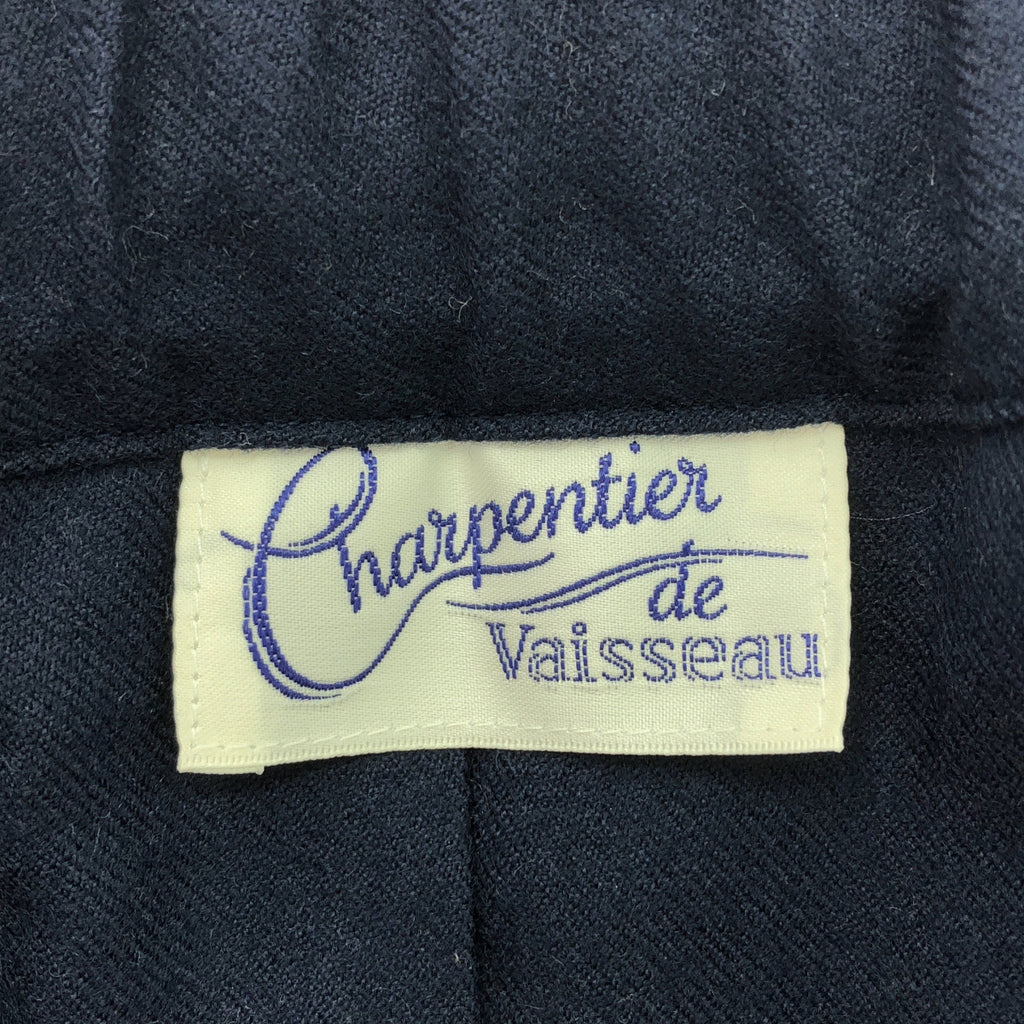 Charpentier
de
Vaisseau